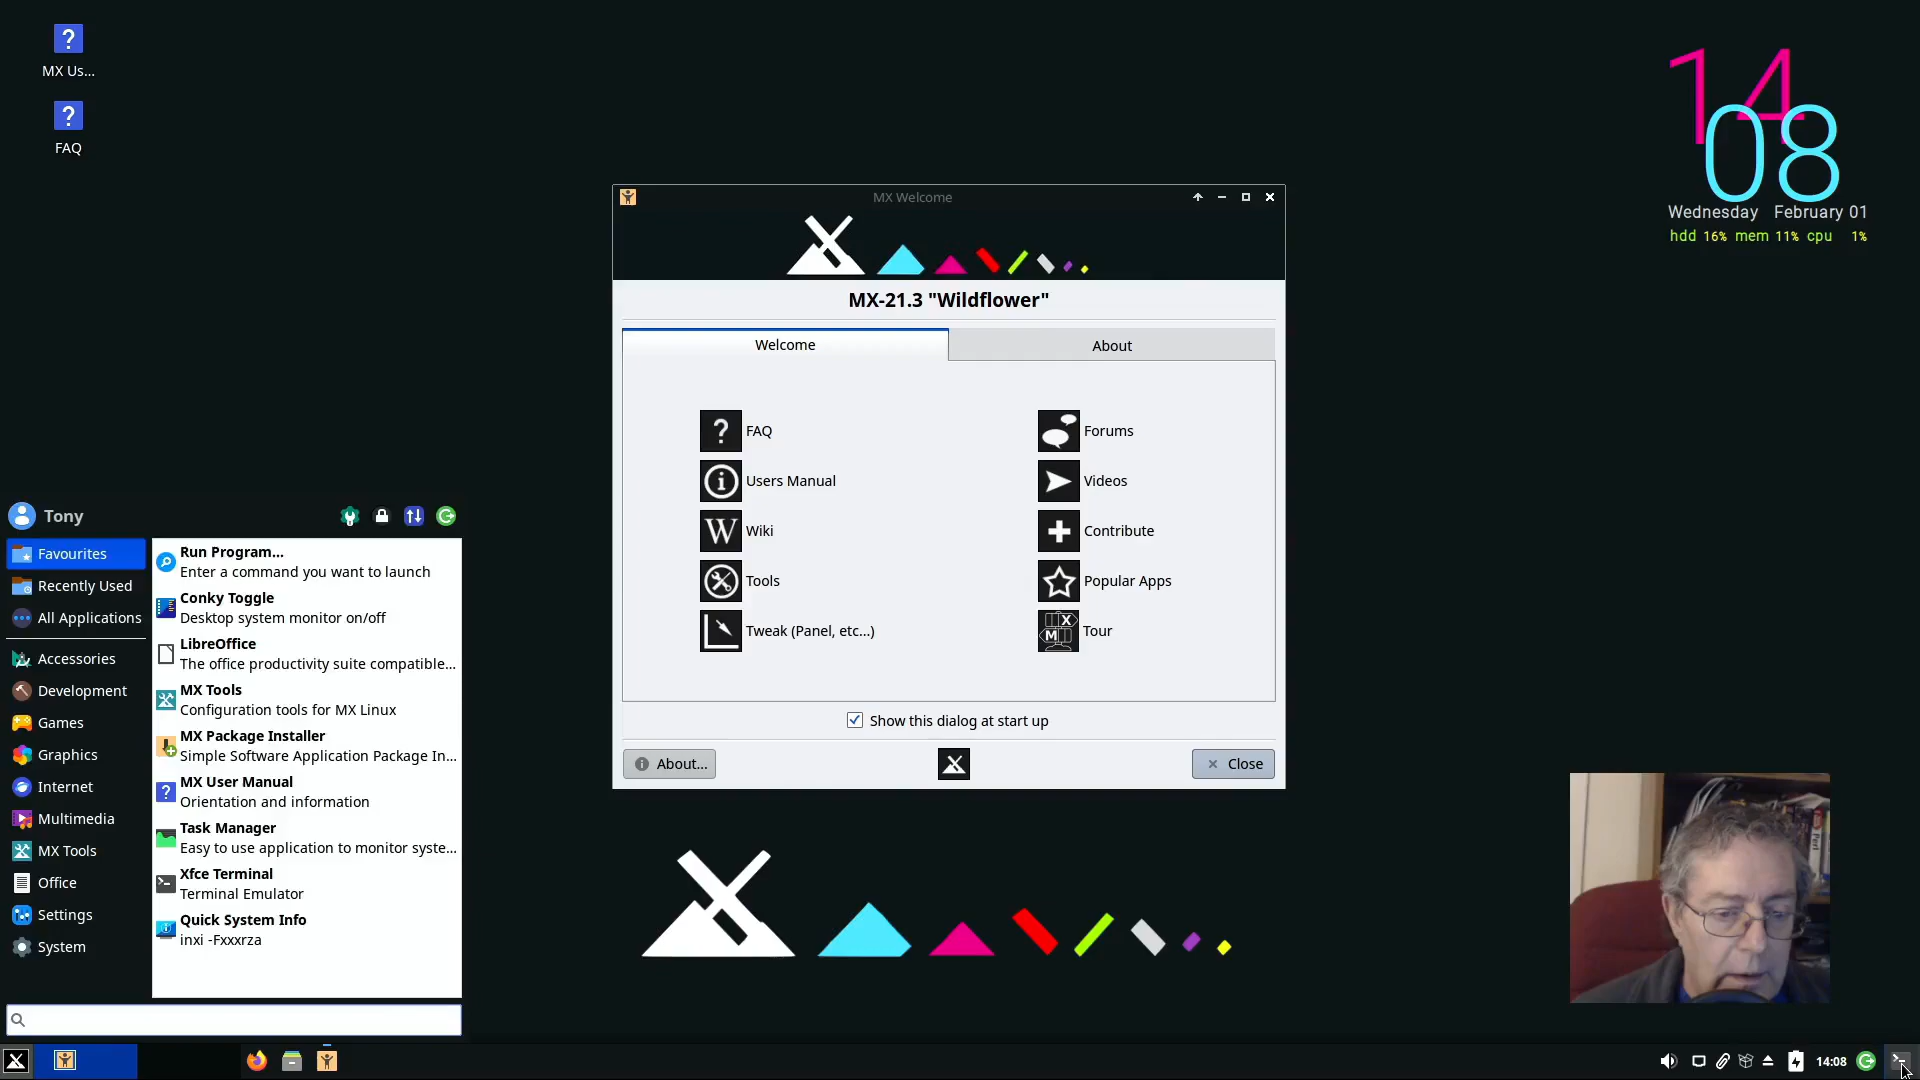 MX Us...
FAQ
14
08
Wednesday February 01
hdd 16% mem 11% cpu 1%
MX Welcome
MX-21.3 "Wildflower"
Welcome
About
FAQ
Forums
Users Manual
Videos
W Wiki
Contribute
Tools
Popular Apps
Tweak (Panel, etc...)
X
M
Tour
Show this dialog at start up
About...
Close
Tony
Favourites
Recently Used
All Applications
Accessories
Development
Games
Graphics
Internet
Multimedia
MX Tools
Office
Settings
System
Run Program...
Enter a command you want to launch
Conky Toggle
Desktop system monitor on/off
LibreOffice
The office productivity suite compatible...
MX Tools
Configuration tools for MX Linux
MX Package Installer
Simple Software Application Package In...
MX User Manual
Orientation and information
Task Manager
Easy to use application to monitor syste...
Xfce Terminal
Terminal Emulator
Quick System Info
inxi -Fxxxrza
14:08